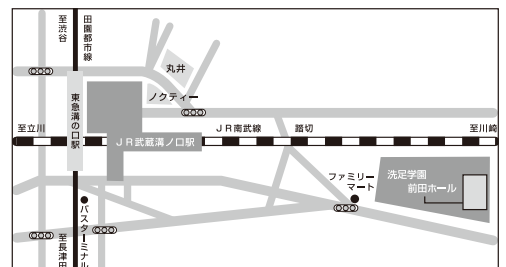 至渋谷
田園都市線
丸井
ノクティー
東急溝の口駅
至立川
JR武蔵溝ノ口駅
JR南武線
踏切
至川崎
ファミリー
マート
洗足学園
前田ホール
バスターミナル
至長津田